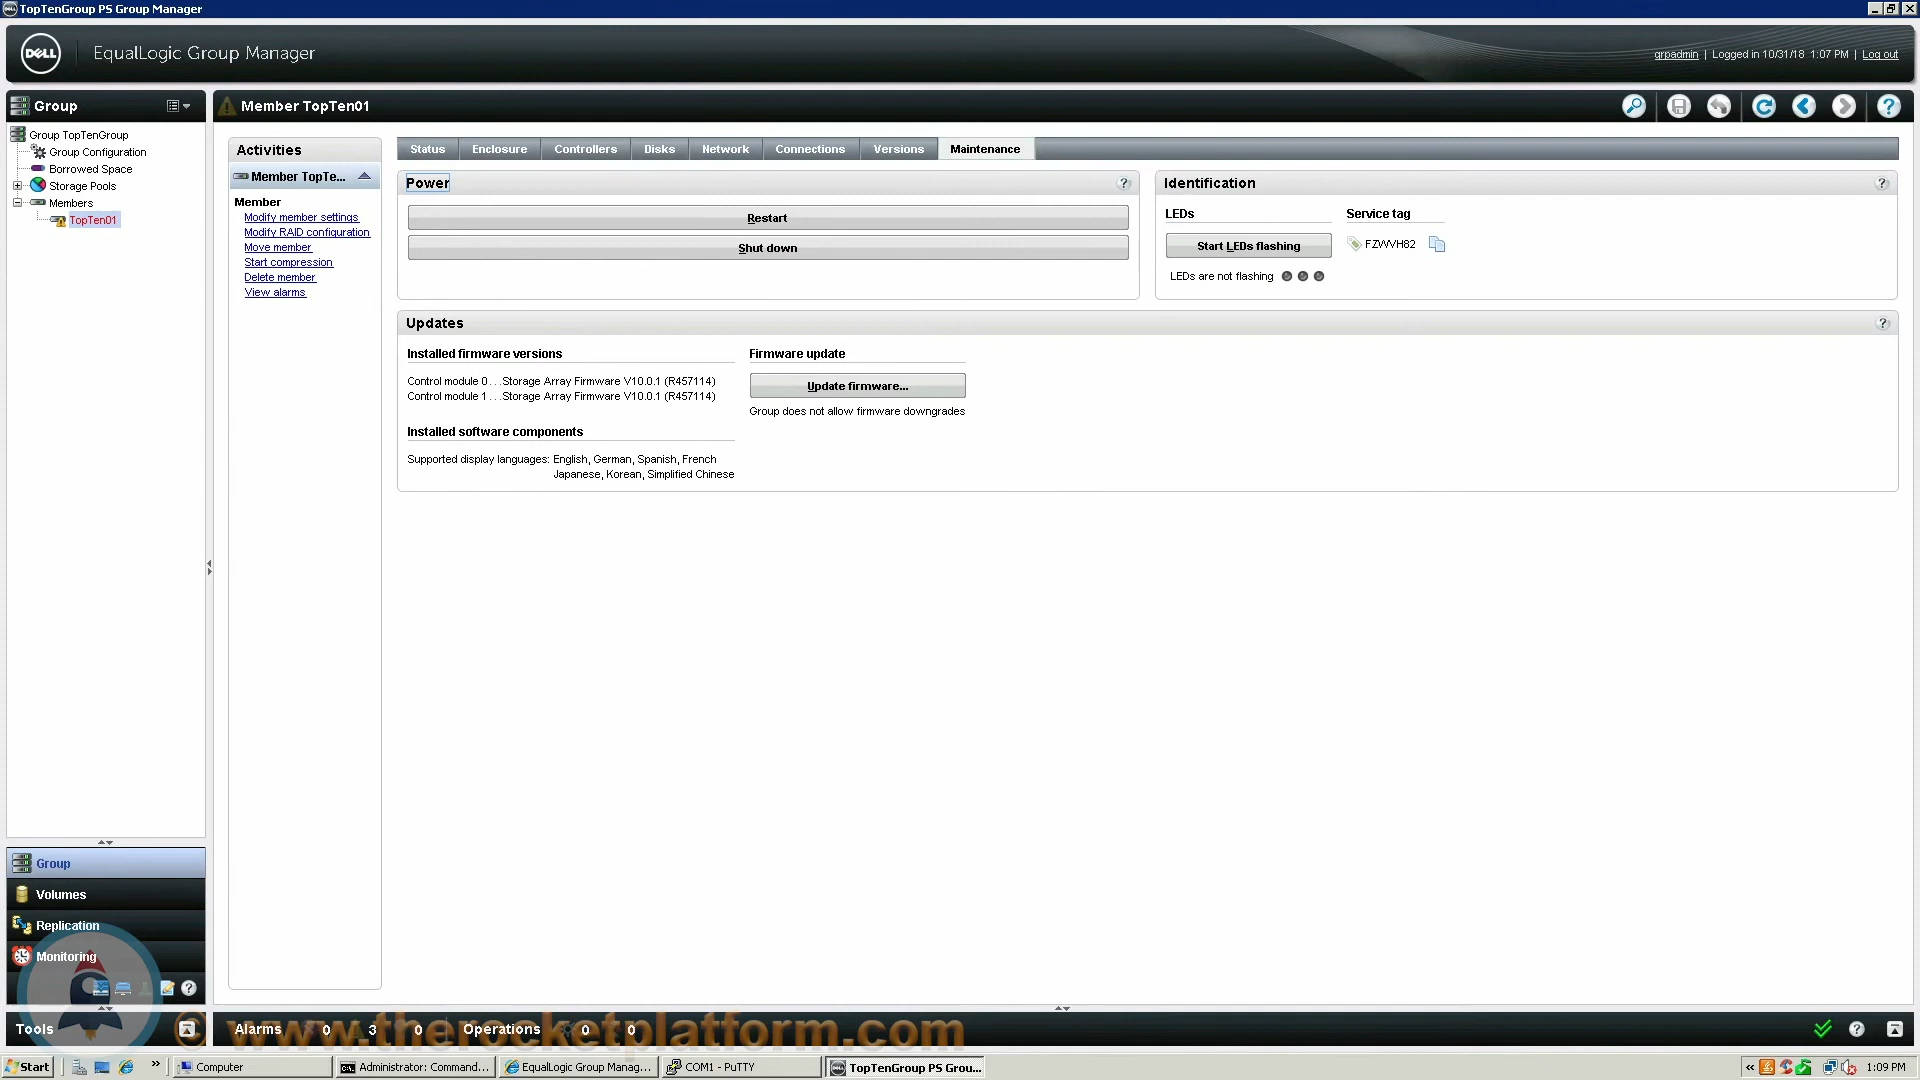 TopTenGroup PS Group Manager
DELL
EqualLogic Group Manager
grpadmin | Logged in 10/31/18 1:07 PM | Log out
Group
Member TopTen01
Group TopTenGroup
Group Configuration
Borrowed Space
Storage Pools
Members
TopTen01
Activities
Member TopTe...
Member
Modify member settings
Modify RAID configuration
Move member
Start compression
Delete member
View alarms
Status
Enclosure
Controllers
Disks
Network
Connections
Versions
Maintenance
Power
Restart
Shut down
Identification
LEDs
Start LEDs flashing
LEDs are not flashing
Service tag
FZWVH82
Updates
Installed firmware versions
Control module 0...Storage Array Firmware V10.0.1 (R457114)
Control module 1...Storage Array Firmware V10.0.1 (R457114)
Installed software components
Supported display languages: English, German, Spanish, French
Japanese, Korean, Simplified Chinese
Firmware update
Update firmware...
Group does not allow firmware downgrades
Group
Volumes
Replication
Monitoring
Tools
Alarms 0 3 0 Operations 0 0
© www.therocketplatform.com
Start
Computer
Administrator: Command...
EqualLogic Group Manag...
COM1 - PuTTY
TopTenGroup PS Grou...
1:09 PM